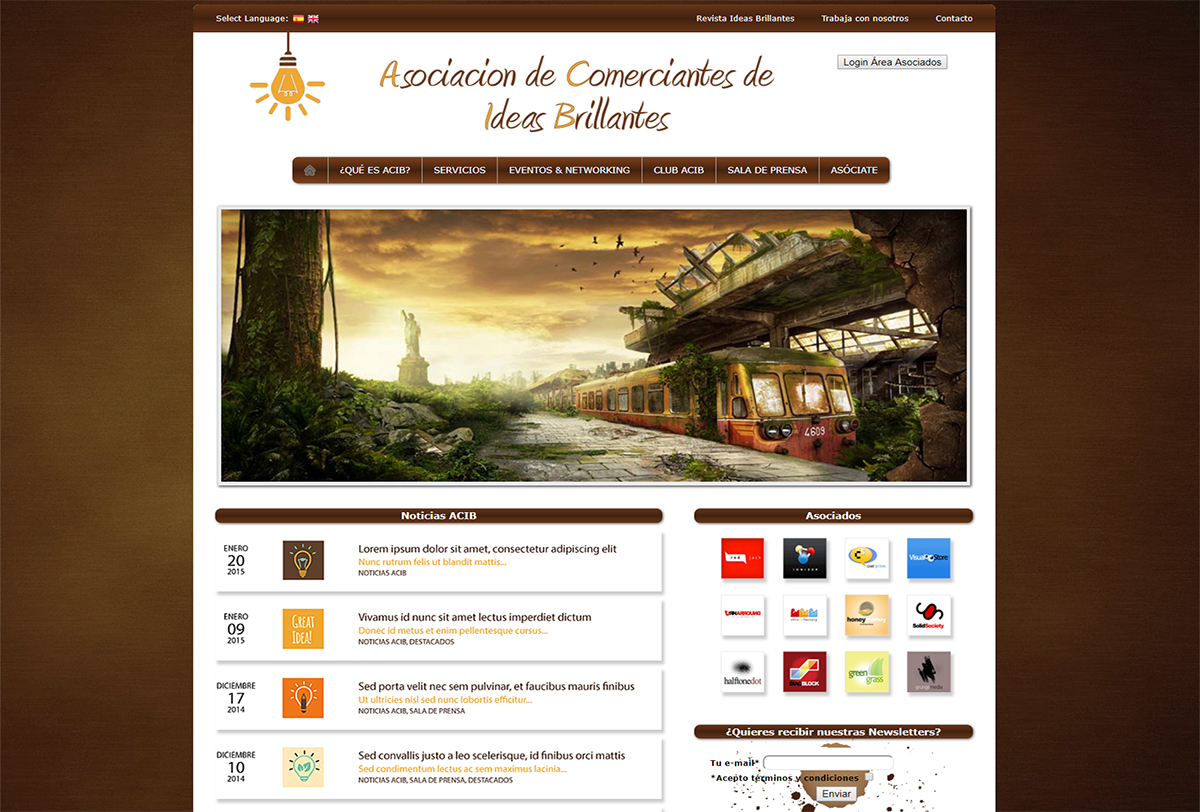 Select Language:
Revista Ideas Brillantes
Trabaja con nosotros
Contacto
Asociacion de Comerciantes de
Ideas Brillantes
Login Área Asociados
¿QUÉ ES ACIB?
SERVICIOS
EVENTOS & NETWORKING
CLUB ACIB
SALA DE PRENSA
ASÓCIATE
4609
Noticias ACIB
ENERO
20
2015
Lorem ipsum dolor sit amet, consectetur adipiscing elit
Nunc rutrum felis ut blandit mattis...
NOTICIAS ACIB
ENERO
09
2015
GREAT
IDEA!
Vivamus id nunc sit amet lectus imperdiet dictum
Donec id metus et enim pellentesque cursus...
NOTICIAS ACIB, DESTACADOS
DICIEMBRE
17
2014
Sed porta velit nec sem pulvinar, et faucibus mauris finibus
Ut ultricies nisl sed nunc lobortis efficitur...
NOTICIAS ACIB, SALA DE PRENSA
DICIEMBRE
10
2014
Sed convallis justo a leo scelerisque, id finibus orci mattis
Sed condimentum lectus ac sem maximus lacinia...
NOTICIAS ACIB, SALA DE PRENSA, DESTACADOS
Asociados
red
VisualStore
TURNAROUND
honey
SolidSociety
halftonedot
BLOCK
green
grass
grungemedia
¿Quieres recibir nuestras Newsletters?
Tu e-mail*
*Acepto términos y condiciones
Enviar